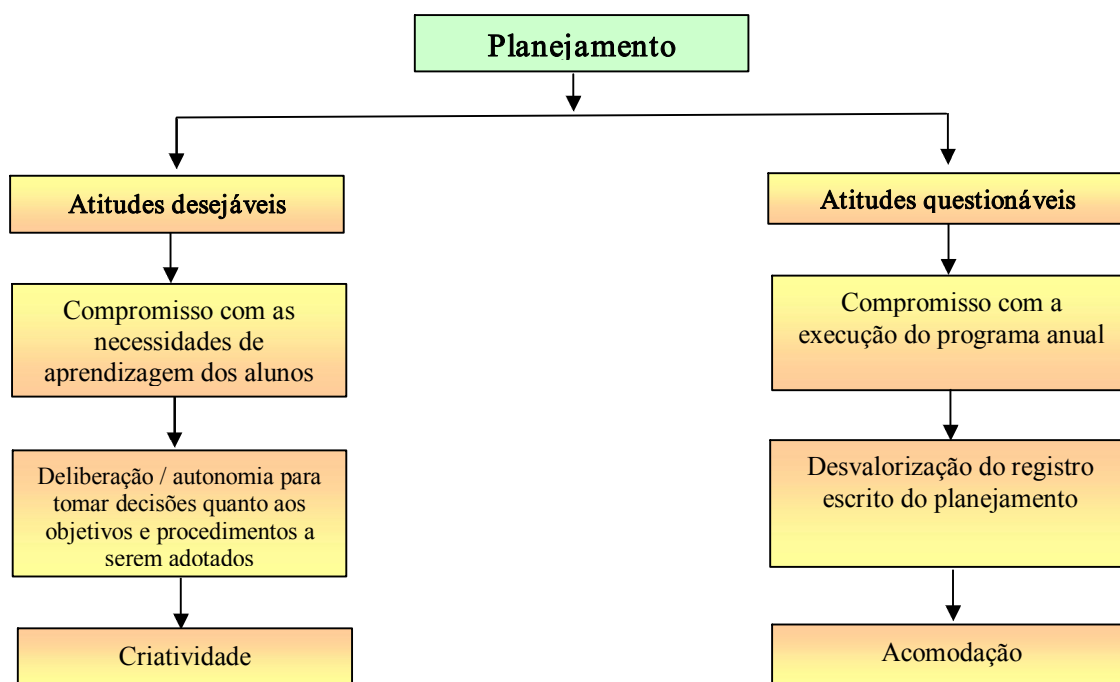 Planejamento
Atitudes desejáveis
Compromisso com as
necessidades de
aprendizagem dos alunos
Deliberação / autonomia para
tomar decisões quanto aos
objetivos e procedimentos a
serem adotados
Criatividade
Atitudes questionáveis
Compromisso com a
execução do programa anual
Desvalorização do registro
escrito do planejamento
Acomodação